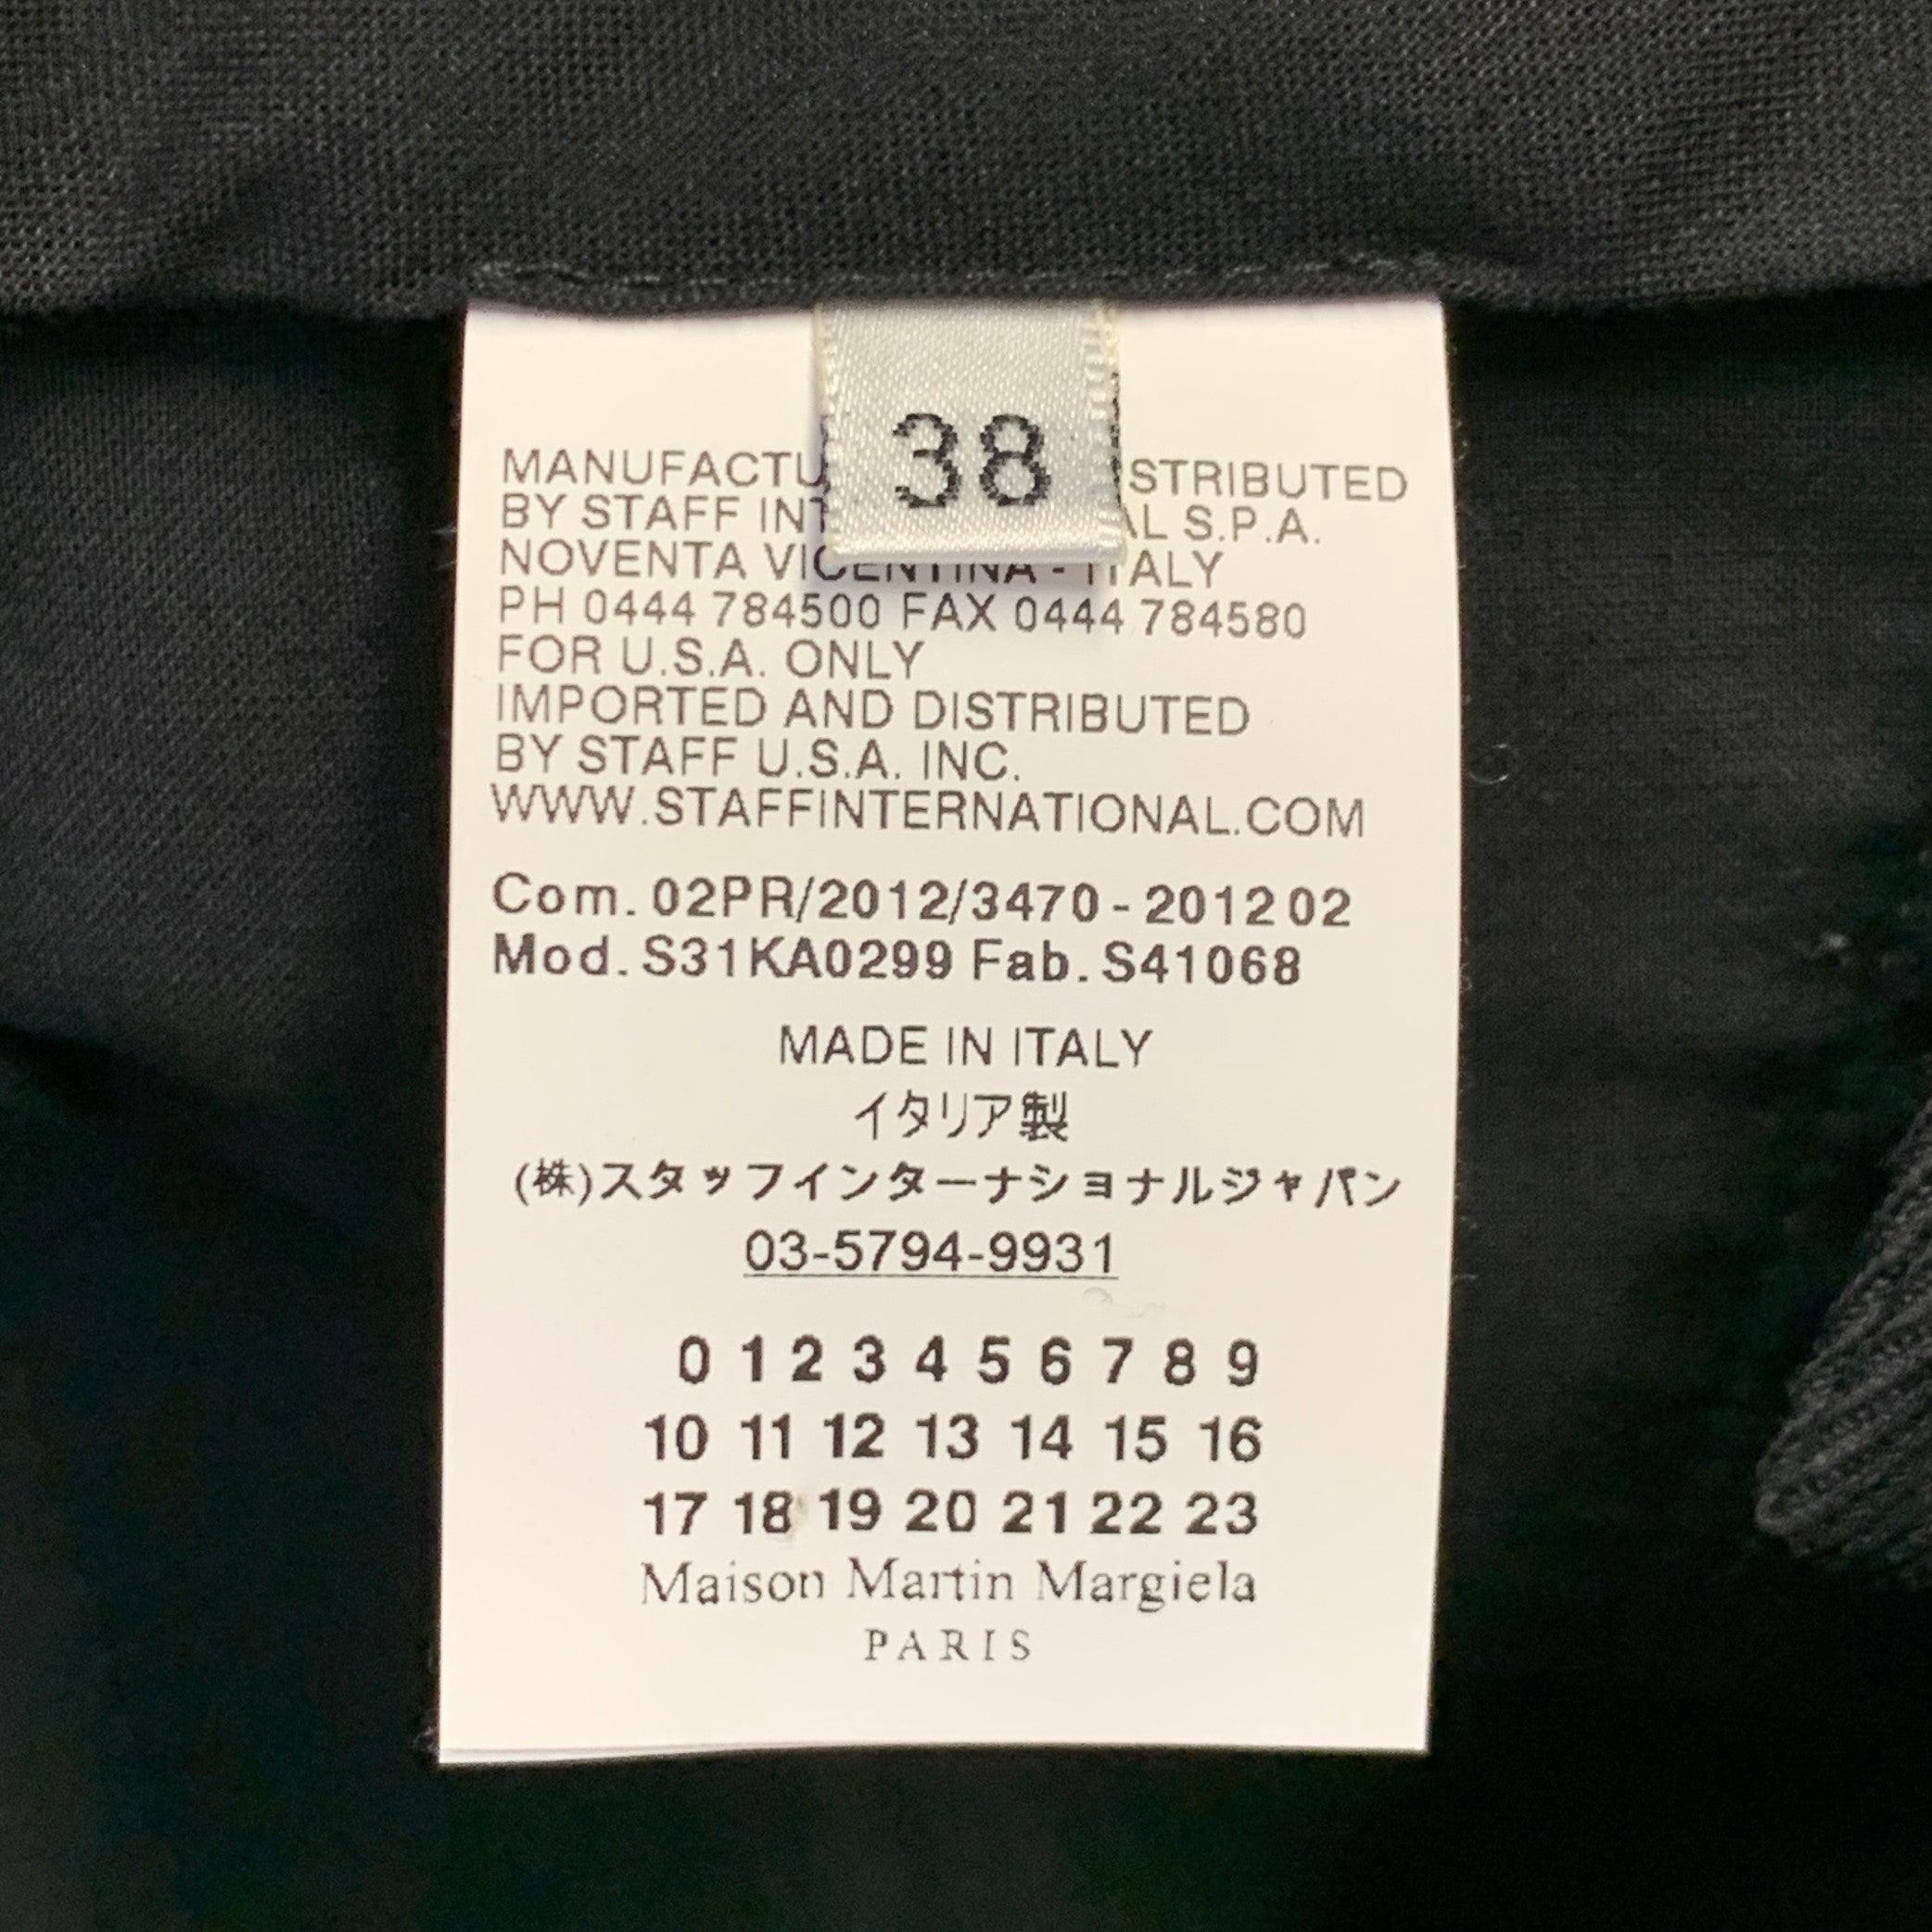 38
MANUFACTU STRIBUTED
BY STAFF INT AL S.P.A.
NOVENTA VICENTINA - ITALY
PH 0444 784500 FAX 0444 784580
FOR U.S.A. ONLY
IMPORTED AND DISTRIBUTED
BY STAFF U.S.A. INC.
WWW.STAFFINTERNATIONAL.COM
Com. 02PR/2012/3470 - 2012 02
Mod. S31KA0299 Fab. S41068
MADE IN ITALY
イタリア製
(株)スタッフインターナショナルジャパン
03-5794-9931
0 1 2 3 4 5 6 7 8 9
10 11 12 13 14 15 16
17 18 19 20 21 22 23
Maison Martin Margiela
PARIS